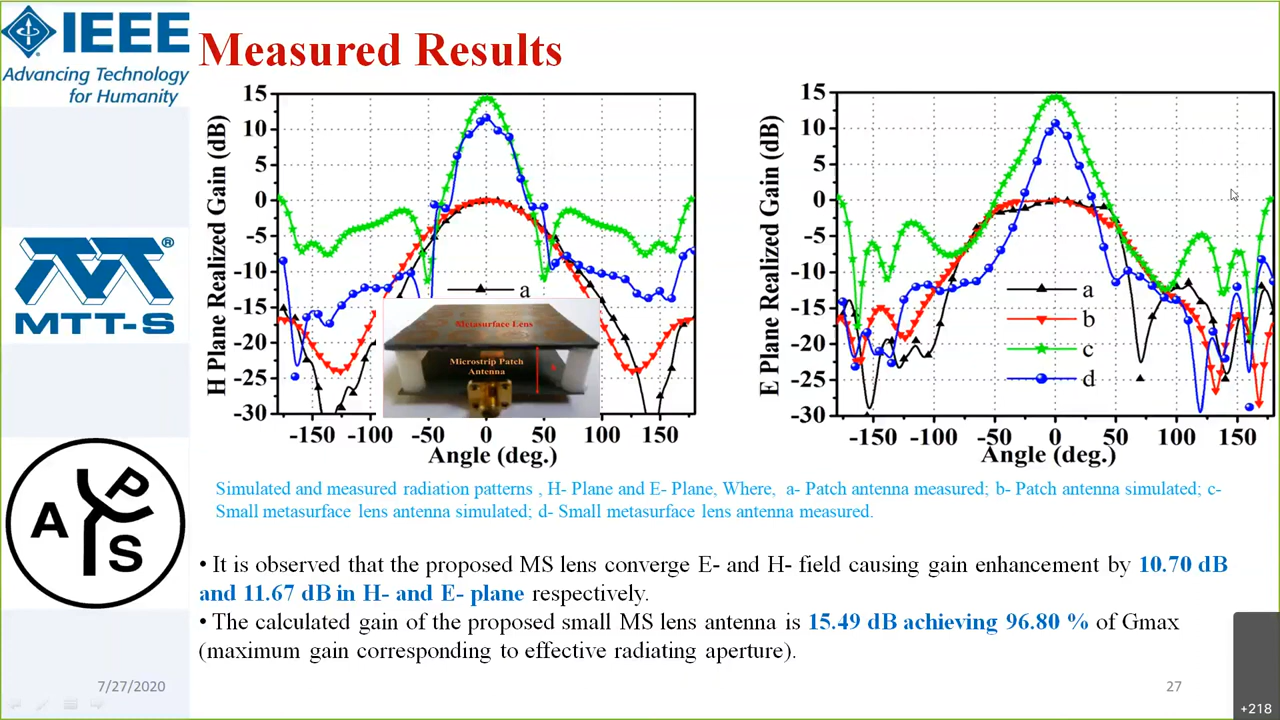 IEEE
Advancing Technology
for Humanity
Measured Results
MTT-S
®
A
P
S
H Plane Realized Gain (dB)
15
10
5
0
-5
-10
-15
-20
-25
-30
-150 -100 -50 0 50 100 150
Angle (deg.)
a
Metasurface Lens
Microstrip Patch
Antenna
E Plane Realized Gain (dB)
15
10
5
0
-5
-10
-15
-20
-25
-30
-150 -100 -50 0 50 100 150
Angle (deg.)
a
b
c
d
Simulated and measured radiation patterns , H- Plane and E- Plane, Where, a- Patch antenna measured; b- Patch antenna simulated; c-
Small metasurface lens antenna simulated; d- Small metasurface lens antenna measured.
• It is observed that the proposed MS lens converge E- and H- field causing gain enhancement by 10.70 dB
and 11.67 dB in H- and E- plane respectively.
• The calculated gain of the proposed small MS lens antenna is 15.49 dB achieving 96.80 % of Gmax
(maximum gain corresponding to effective radiating aperture).
7/27/2020
27
+218